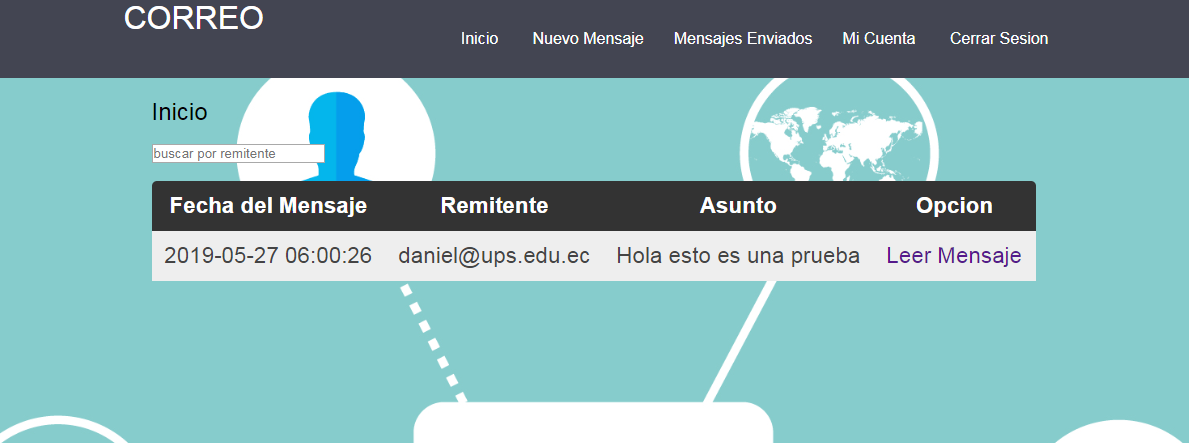 CORREO
Inicio Nuevo Mensaje Mensajes Enviados Mi Cuenta Cerrar Sesion
Inicio
buscar por remitente
Fecha del Mensaje Remitente Asunto Opcion
2019-05-27 06:00:26 daniel@ups.edu.ec Hola esto es una prueba Leer Mensaje